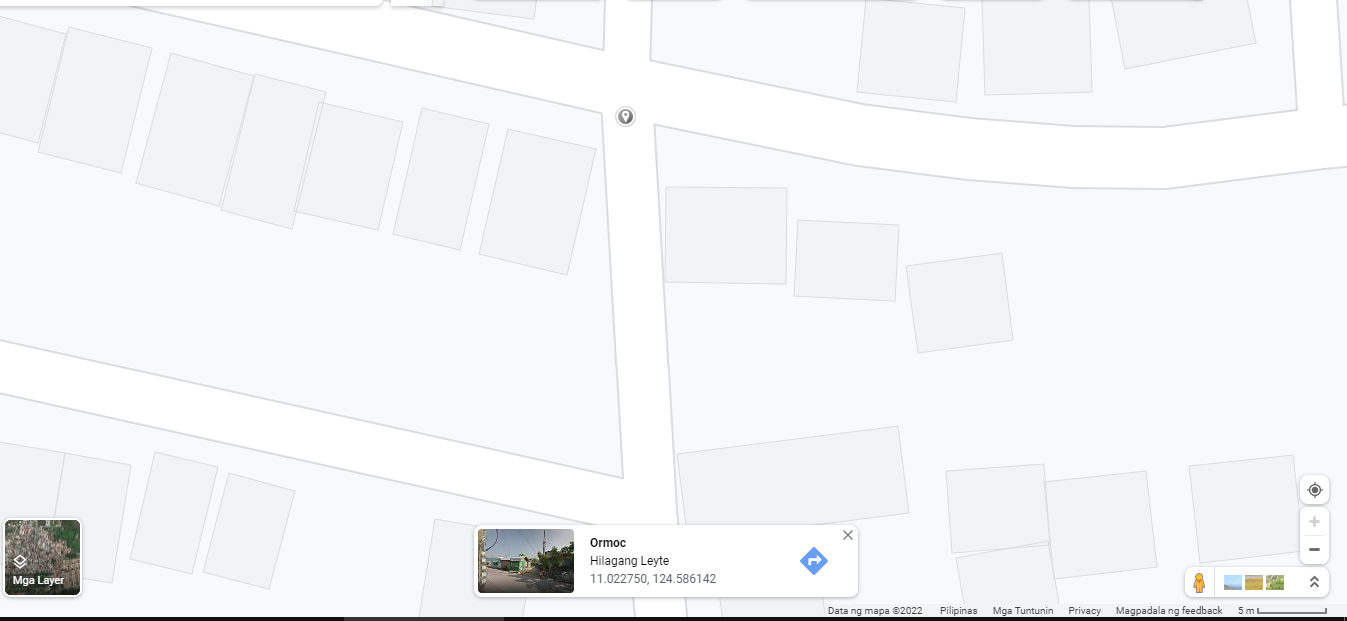 Ormoc
Hilagang Leyte
11.022750, 124.586142
Mga Layer
Data ng mapa ©2022 Pilipinas Mga Tuntunin Privacy Magpadala ng feedback 5 m